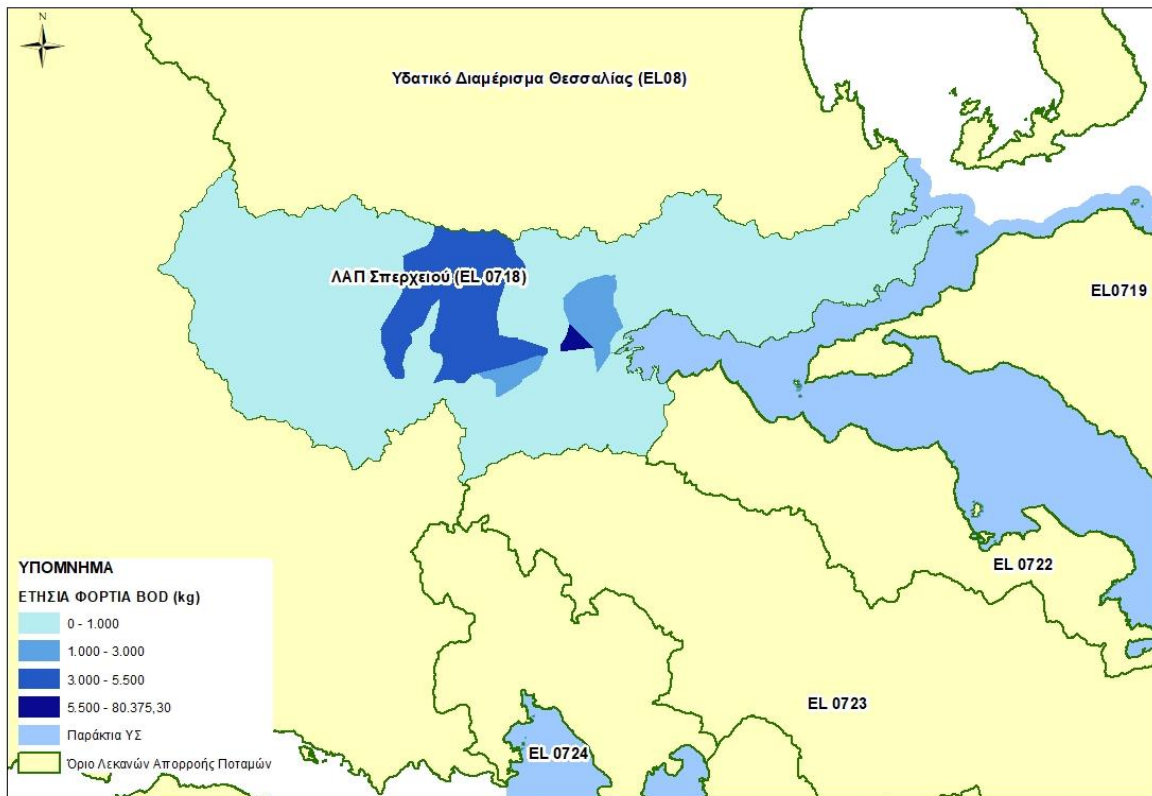 N
Υδατικό Διαμέρισμα Θεσσαλίας (EL08)
ΛΑΠ Σπερχειού (EL 0718)
EL0719
EL 0722
EL 0723
EL 0724
ΥΠΟΜΝΗΜΑ
ΕΤΗΣΙΑ ΦΟΡΤΙΑ BOD (kg)
0 - 1.000
1.000 - 3.000
3.000 - 5.500
5.500 - 80.375,30
Παράκτια ΥΣ
Όριο Λεκανών Απορροής Ποταμών